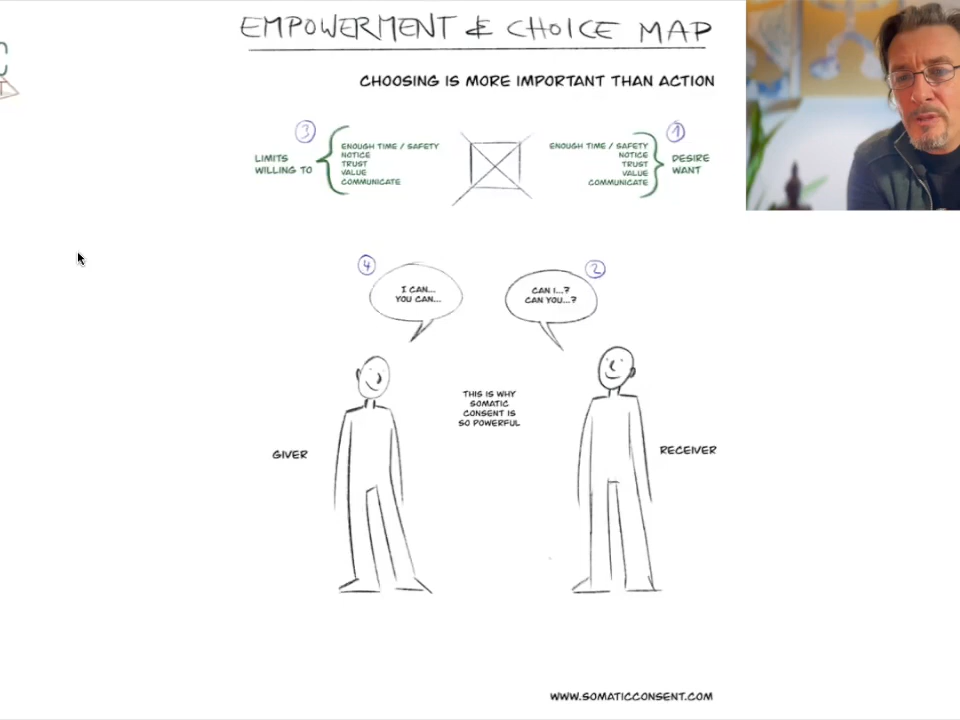 EMPOWERMENT & CHOICE MAP
CHOOSING IS MORE IMPORTANT THAN ACTION
3
LIMITS
WILLING TO
ENOUGH TIME / SAFETY
NOTICE
TRUST
VALUE
COMMUNICATE
1
ENOUGH TIME / SAFETY
NOTICE
TRUST
VALUE
COMMUNICATE
DESIRE
WANT
4
I CAN...
YOU CAN...
2
CAN I...?
CAN YOU...?
THIS IS WHY
SOMATIC
CONSENT IS
SO POWERFUL
GIVER
RECEIVER
WWW.SOMATICCONSENT.COM